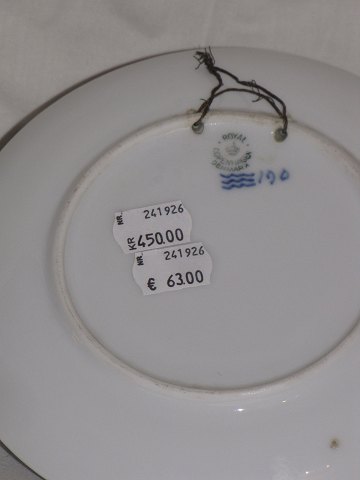 ROYAL
COPENHAGEN
DENMARK
190
NR. 241926
KR 450.00
NR. 241926
€ 63.00